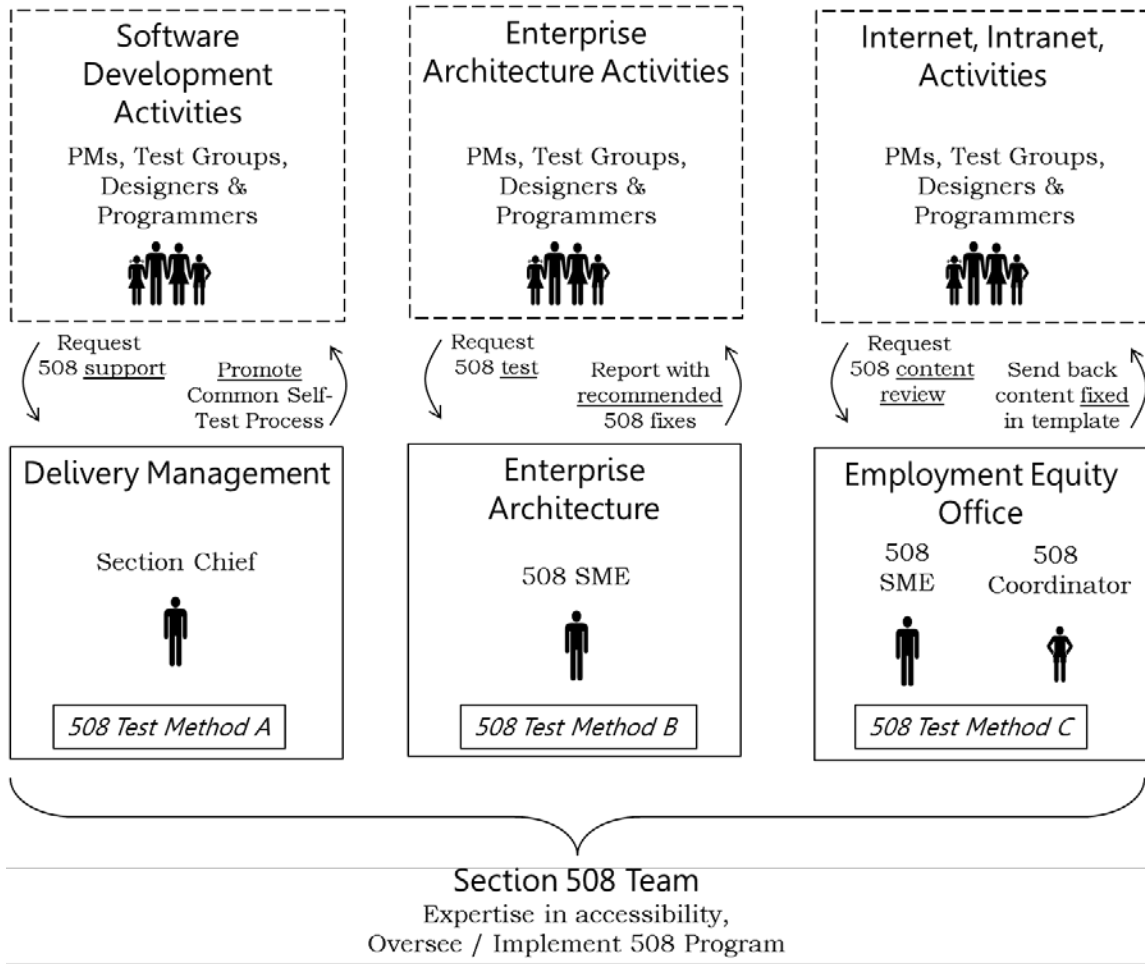 Software
Development
Activities
PMs, Test Groups,
Designers &
Programmers
Enterprise
Architecture Activities
PMs, Test Groups,
Designers &
Programmers
Internet, Intranet,
Activities
PMs, Test Groups,
Designers &
Programmers
Request
508 support
Promote
Common Self-
Test Process
Request
508 test
Report with
recommended
508 fixes
Request
508 content
review
Send back
content fixed
in template
Delivery Management
Section Chief
508 Test Method A
Enterprise
Architecture
508 SME
508 Test Method B
Employment Equity
Office
508
SME
508
Coordinator
508 Test Method C
Section 508 Team
Expertise in accessibility,
Oversee / Implement 508 Program